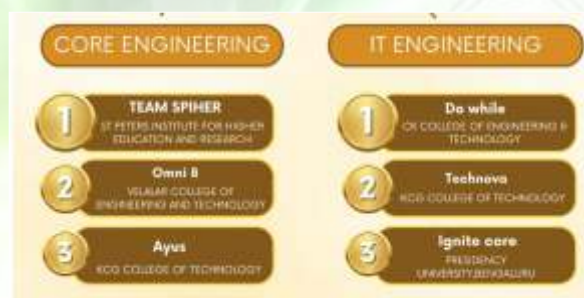 CORE ENGINEERING
1
TEAM SPIHER
ST PETERS INSTITUTE FOR HIGHER
EDUCATION AND RESEARCH
2
Omni 8
VELALAR COLLEGE OF
ENGINEERING AND TECHNOLOGY
3
Ayus
KCG COLLEGE OF TECHNOLOGY
IT ENGINEERING
1
Do while
CK COLLEGE OF ENGINEERING &
TECHNOLOGY
2
Technova
KCG COLLEGE OF TECHNOLOGY
3
Ignite core
PRESIDENCY
UNIVERSITY,BENGALURU